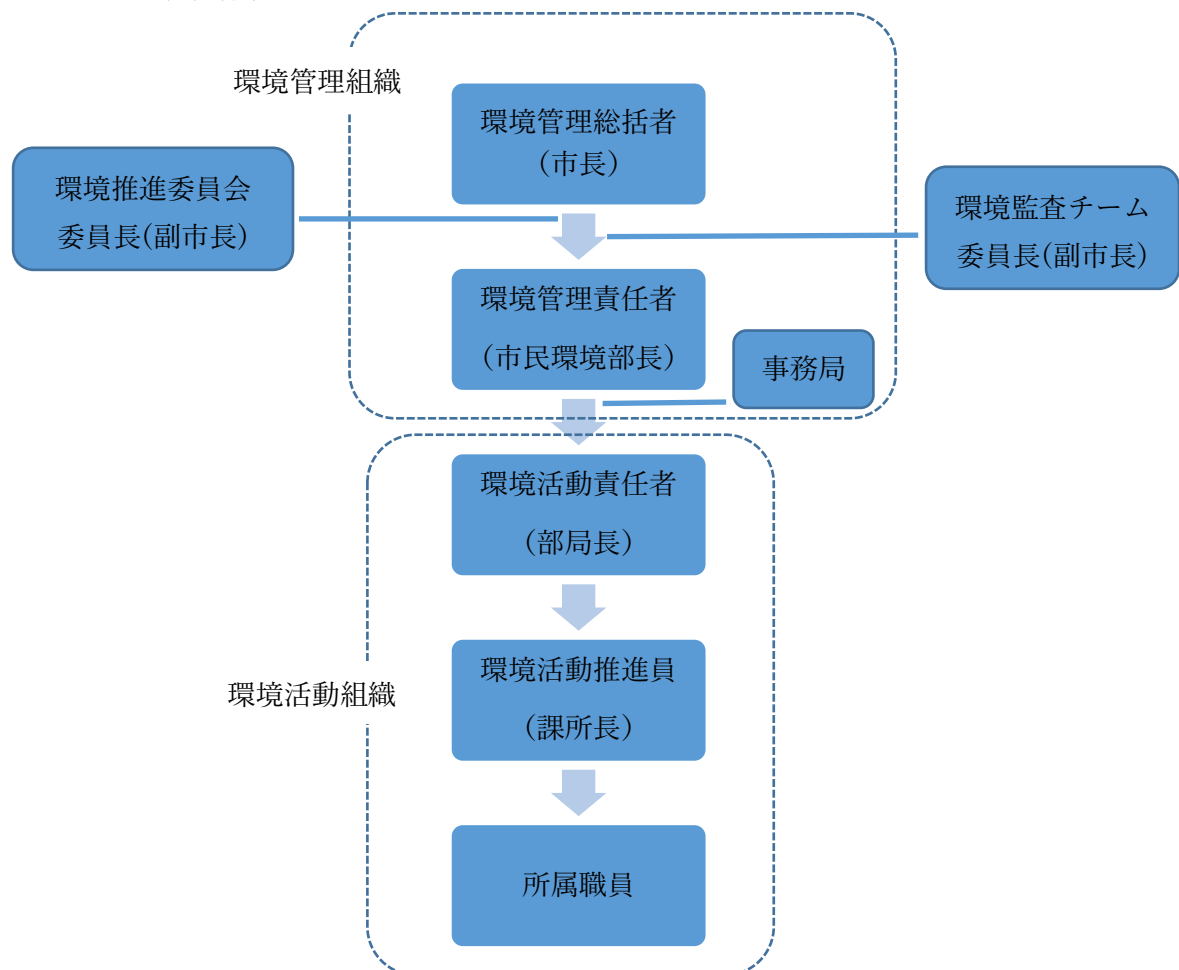 環境管理組織
環境管理総括者
(市長)
環境推進委員会
委員長(副市長)
環境監査チーム
委員長(副市長)
環境管理責任者
(市民環境部長)
事務局
環境活動責任者
(部局長)
環境活動組織
環境活動推進員
(課所長)
所属職員